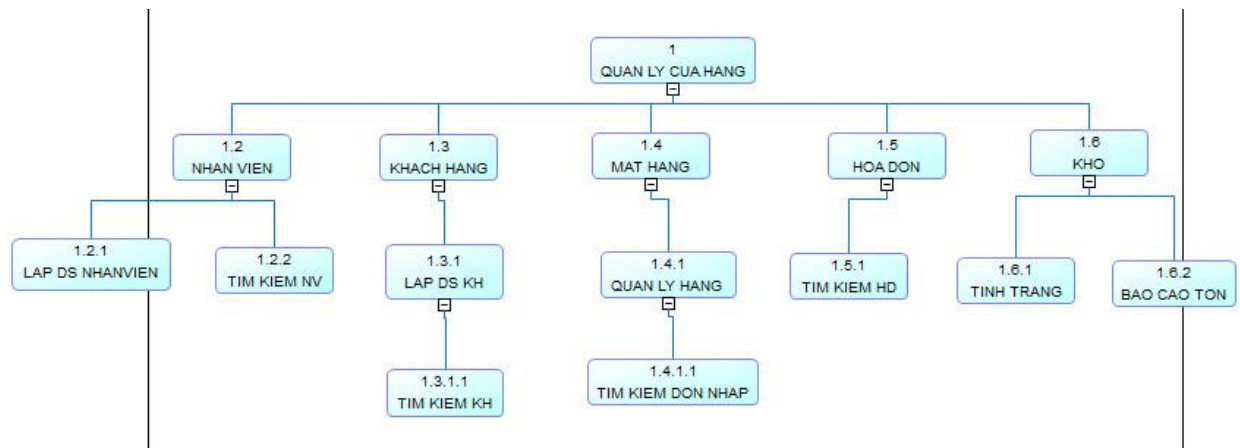 1
QUAN LY CUA HANG
1.2
NHAN VIEN
1.3
KHACH HANG
1.4
MAT HANG
1.5
HOA DON
1.6
KHO
1.2.1
LAP DS NHANVIEN
1.2.2
TIM KIEM NV
1.3.1
LAP DS KH
1.4.1
QUAN LY HANG
1.5.1
TIM KIEM HD
1.6.1
TINH TRANG
1.6.2
BAO CAO TON
1.3.1.1
TIM KIEM KH
1.4.1.1
TIM KIEM DON NHAP